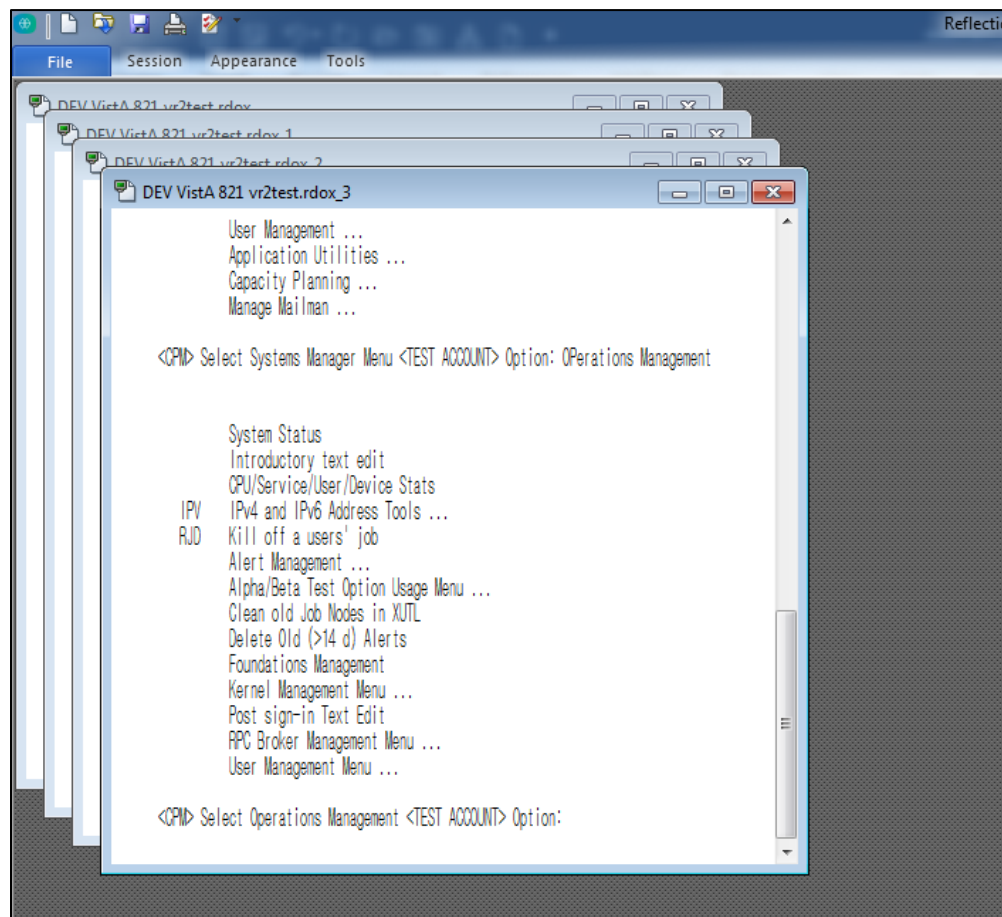 Reflecti
File Session Appearance Tools
DEV VistA 821 vr2test.rdox
DEV VistA 821 vr2test.rdox_1
DEV VistA 821 vr2test.rdox_2
DEV VistA 821 vr2test.rdox_3
User Management ...
Application Utilities ...
Capacity Planning ...
Manage Mailman ...
<CPM> Select Systems Manager Menu <TEST ACCOUNT> Option: OPerations Management
System Status
Introductory text edit
CPU/Service/User/Device Stats
IPV IPv4 and IPv6 Address Tools ...
RJD Kill off a users' job
Alert Management ...
Alpha/Beta Test Option Usage Menu ...
Clean old Job Nodes in XUTL
Delete Old (>14 d) Alerts
Foundations Management
Kernel Management Menu ...
Post sign-in Text Edit
RPC Broker Management Menu ...
User Management Menu ...
<CPM> Select Operations Management <TEST ACCOUNT> Option: